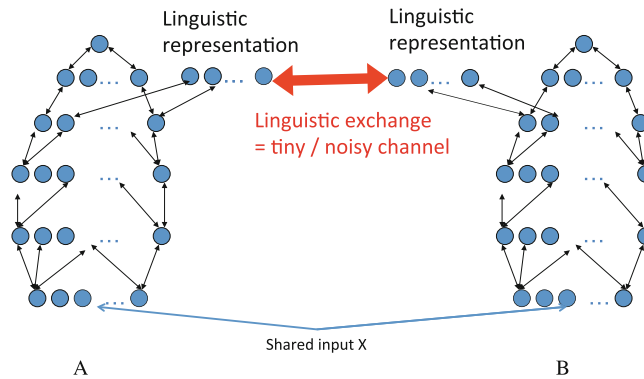 Linguistic
representation
Linguistic
representation
Linguistic exchange
= tiny / noisy channel
Shared input X
A
B